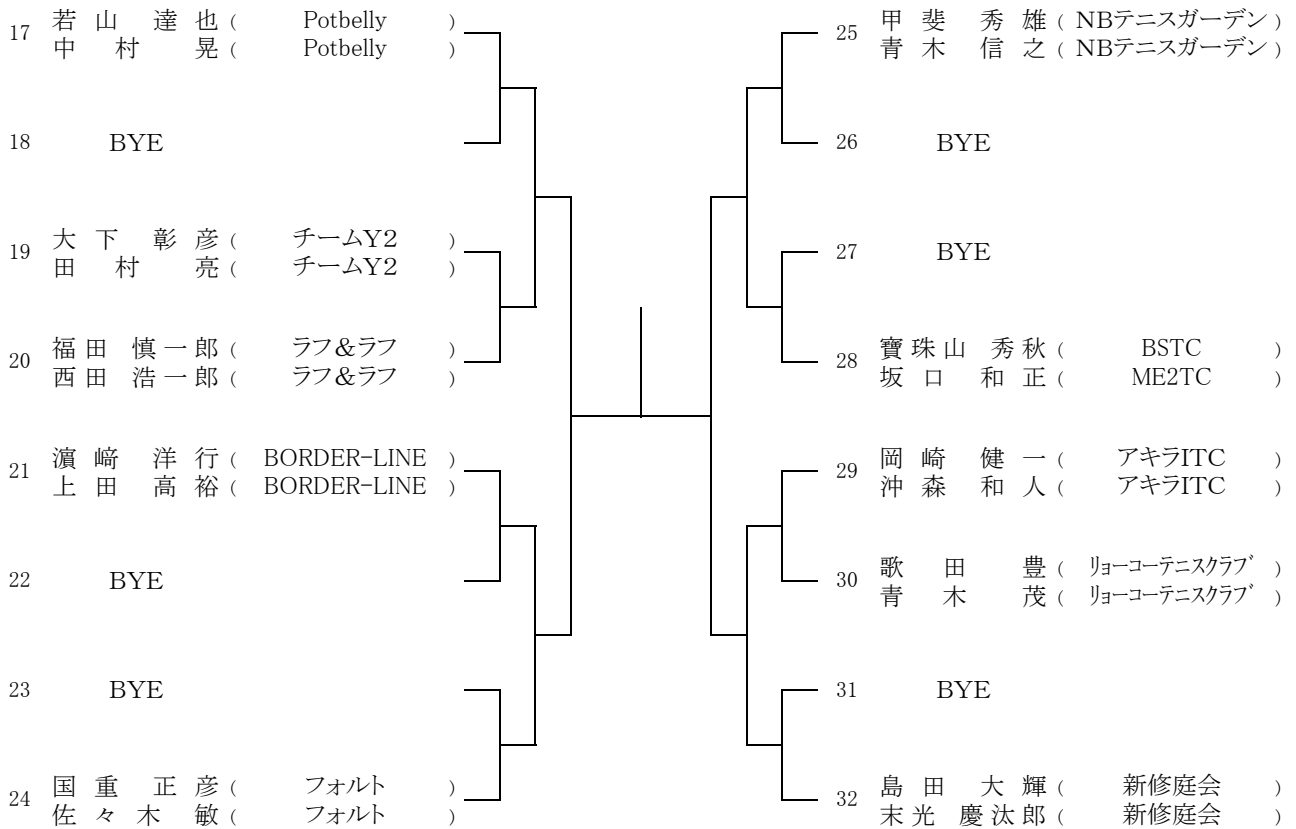 17 若山 達也 ( Potbelly )
中村 晃 ( Potbelly )
18 BYE
19 大下 彰彦 ( チームY2 )
田村 亮 ( チームY2 )
20 福田 慎一郎 ( ラフ&ラフ )
西田 浩一郎 ( ラフ&ラフ )
21 濵﨑 洋行 ( BORDER-LINE )
上田 高裕 ( BORDER-LINE )
22 BYE
23 BYE
24 国重 正彦 ( フォルト )
佐々木 敏 ( フォルト )
25 甲斐 秀雄 ( NBテニスガーデン )
青木 信之 ( NBテニスガーデン )
26 BYE
27 BYE
28 寶珠山 秀秋 ( BSTC )
坂口 和正 ( ME2TC )
29 岡崎 健一 ( アキラITC )
沖森 和人 ( アキラITC )
30 歌田 豊 ( リョーコーテニスクラブ )
青木 茂 ( リョーコーテニスクラブ )
31 BYE
32 島田 大輝 ( 新修庭会 )
末光 慶汰郎 ( 新修庭会 )